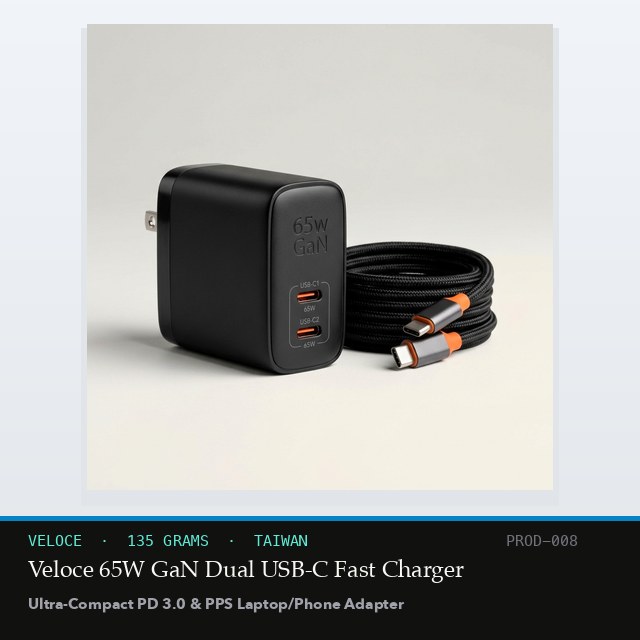 65w
GaN
USB-C1
65W
USB-C2
65W
VELOCE · 135 GRAMS · TAIWAN
PROD–008
Veloce 65W GaN Dual USB-C Fast Charger
Ultra-Compact PD 3.0 & PPS Laptop/Phone Adapter